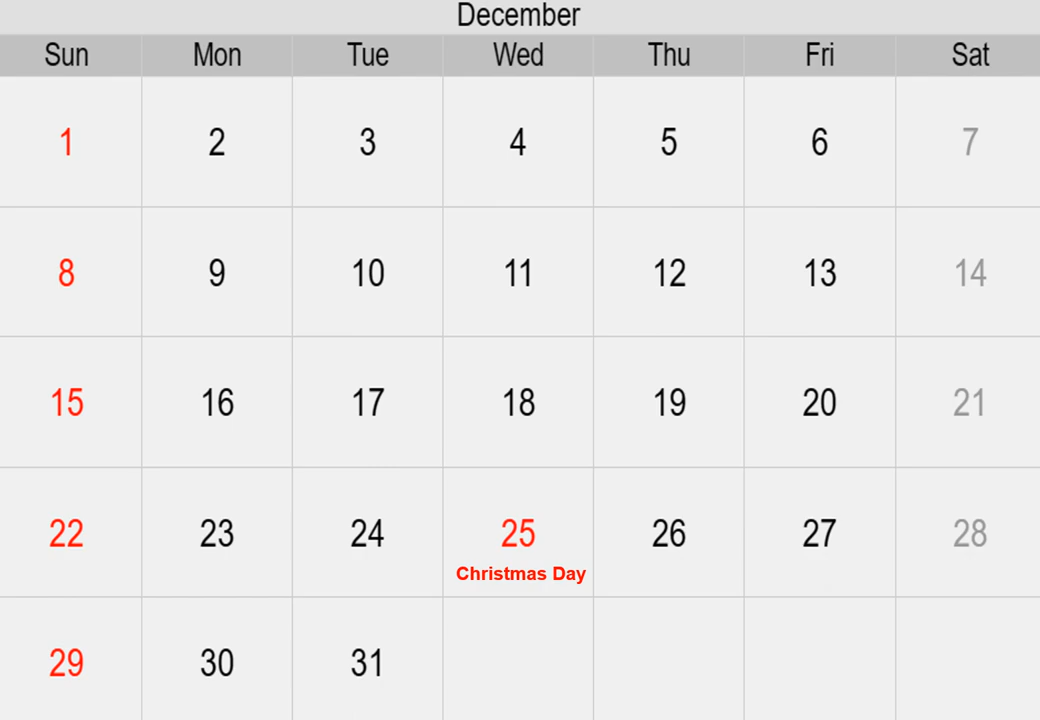 December
Sun Mon Tue Wed Thu Fri Sat
1 2 3 4 5 6 7
8 9 10 11 12 13 14
15 16 17 18 19 20 21
22 23 24 25 26 27 28
Christmas Day
29 30 31